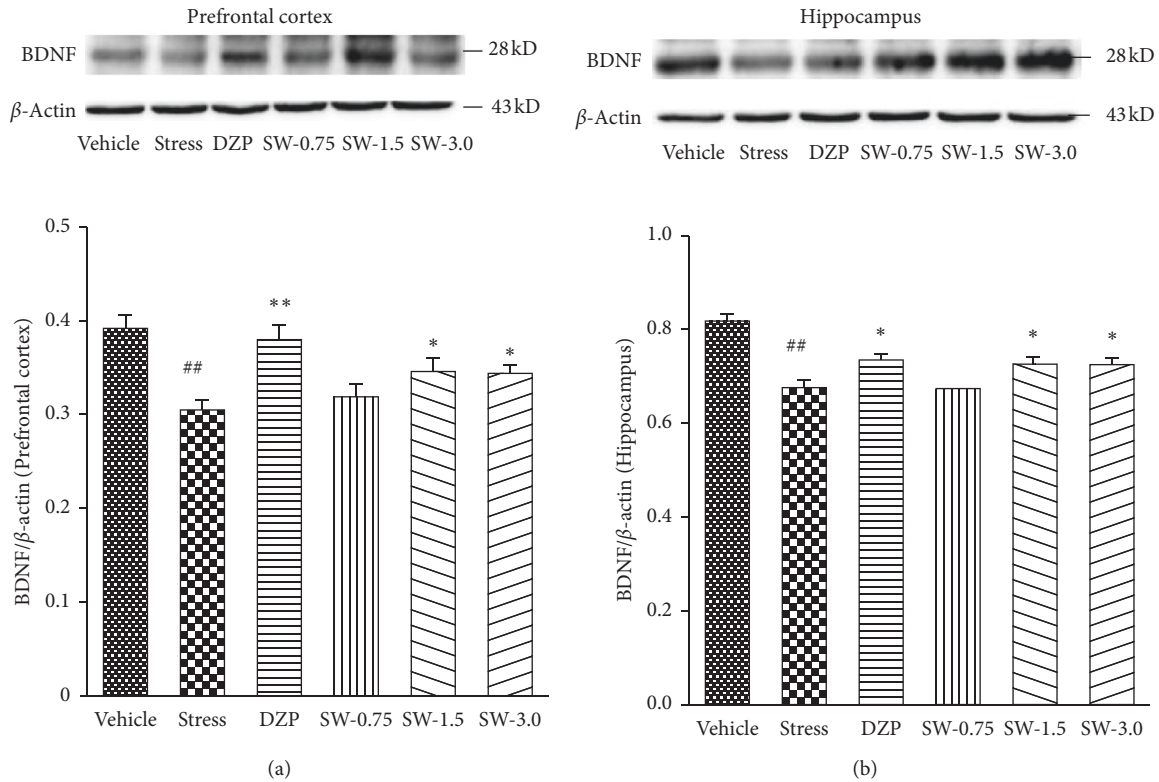 Prefrontal cortex
BDNF
28 kD
β-Actin
43 kD
Vehicle Stress DZP SW-0.75 SW-1.5 SW-3.0
0.5
0.4
0.3
0.2
0.1
0
BDNF/β-actin (Prefrontal cortex)
##
**
*
*
Vehicle Stress DZP SW-0.75 SW-1.5 SW-3.0
(a)
Hippocampus
BDNF
28 kD
β-Actin
43 kD
Vehicle Stress DZP SW-0.75 SW-1.5 SW-3.0
1.0
0.8
0.6
0.4
0.2
0.0
BDNF/β-actin (Hippocampus)
##
*
*
*
Vehicle Stress DZP SW-0.75 SW-1.5 SW-3.0
(b)